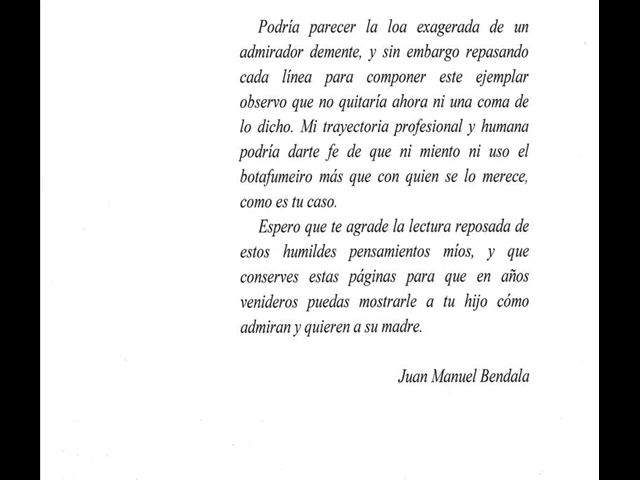 Podría parecer la loa exagerada de un
admirador demente, y sin embargo repasando
cada línea para componer este ejemplar
observo que no quitaría ahora ni una coma de
lo dicho. Mi trayectoria profesional y humana
podría darte fe de que ni miento ni uso el
botafumeiro más que con quien se lo merece,
como es tu caso.
Espero que te agrade la lectura reposada de
estos humildes pensamientos míos, y que
conserves estas páginas para que en años
venideros puedas mostrarle a tu hijo cómo
admiran y quieren a su madre.
Juan Manuel Bendala